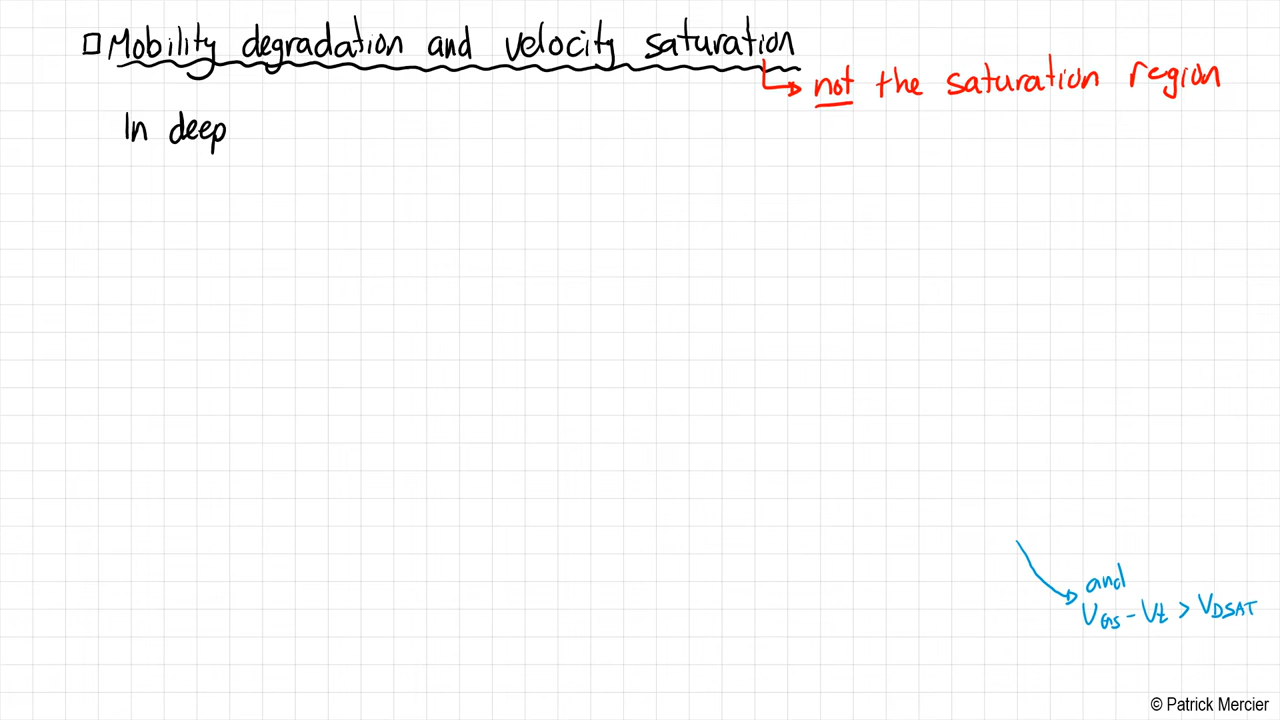 Mobility degradation and velocity saturation
not the saturation region
In deep
and
VGS - Vt > VDSAT
© Patrick Mercier